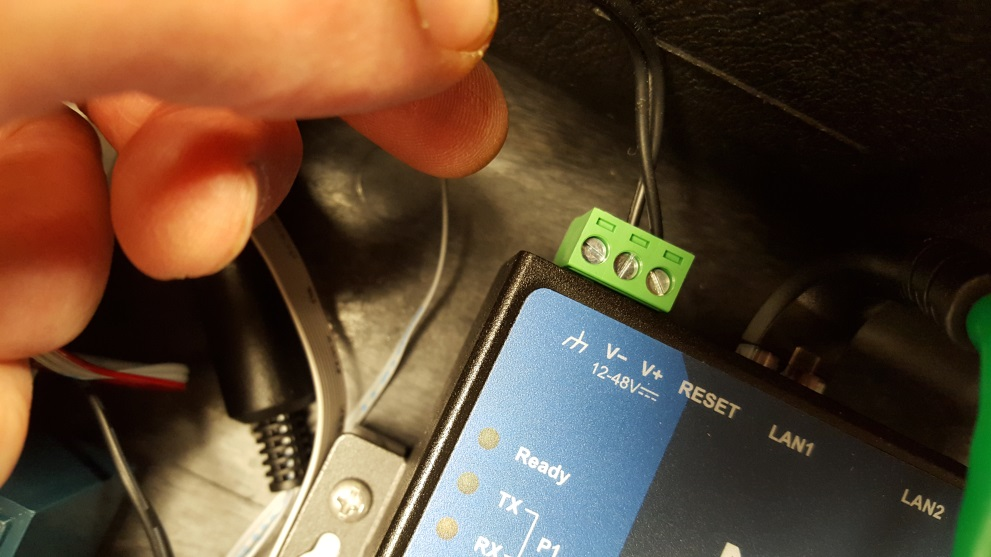 V- V+
12-48V
RESET
LAN1
LAN2
Ready
TX
RX
P1